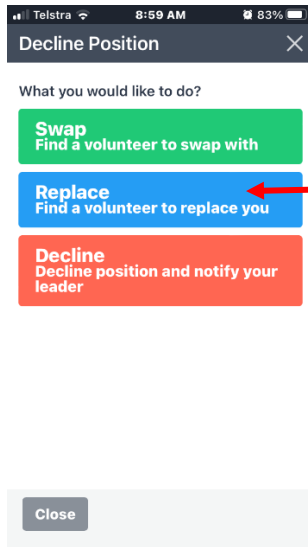 Telstra 8:59 AM 83%
Decline Position
What you would like to do?
Swap
Find a volunteer to swap with
Replace
Find a volunteer to replace you
Decline
Decline position and notify your
leader
Close